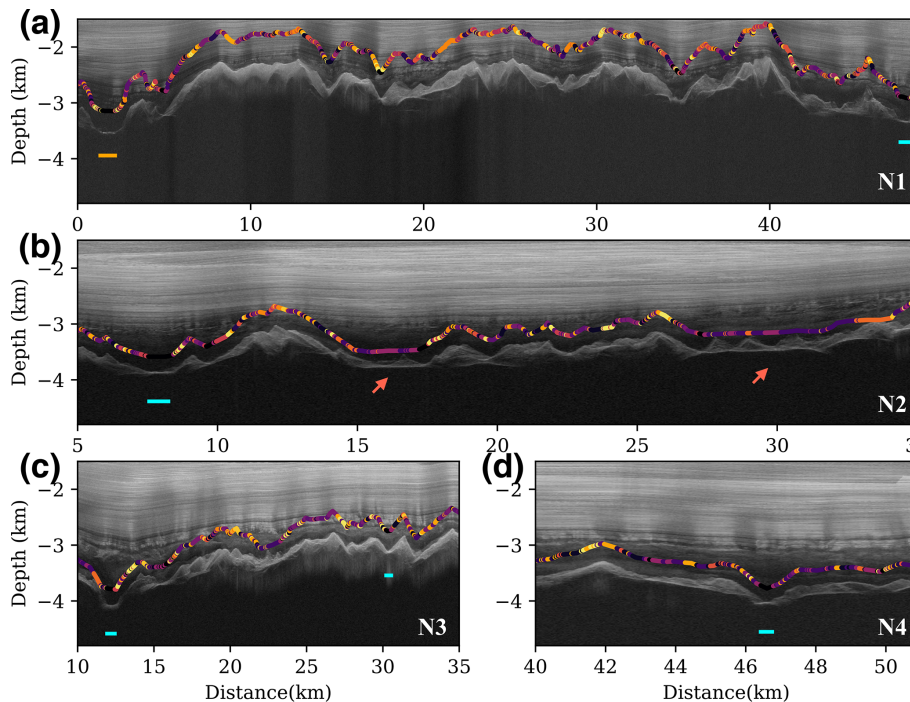 (a)
−2
−3
−4
Depth (km)
N1
0 10 20 30 40
(b)
−2
−3
−4
Depth (km)
N2
5 10 15 20 25 30
(c) (d)
−2 −2
−3 −3
−4 −4
Depth (km) Depth (km)
N3 N4
10 15 20 25 30 35 40 42 44 46 48 50
Distance(km) Distance(km)